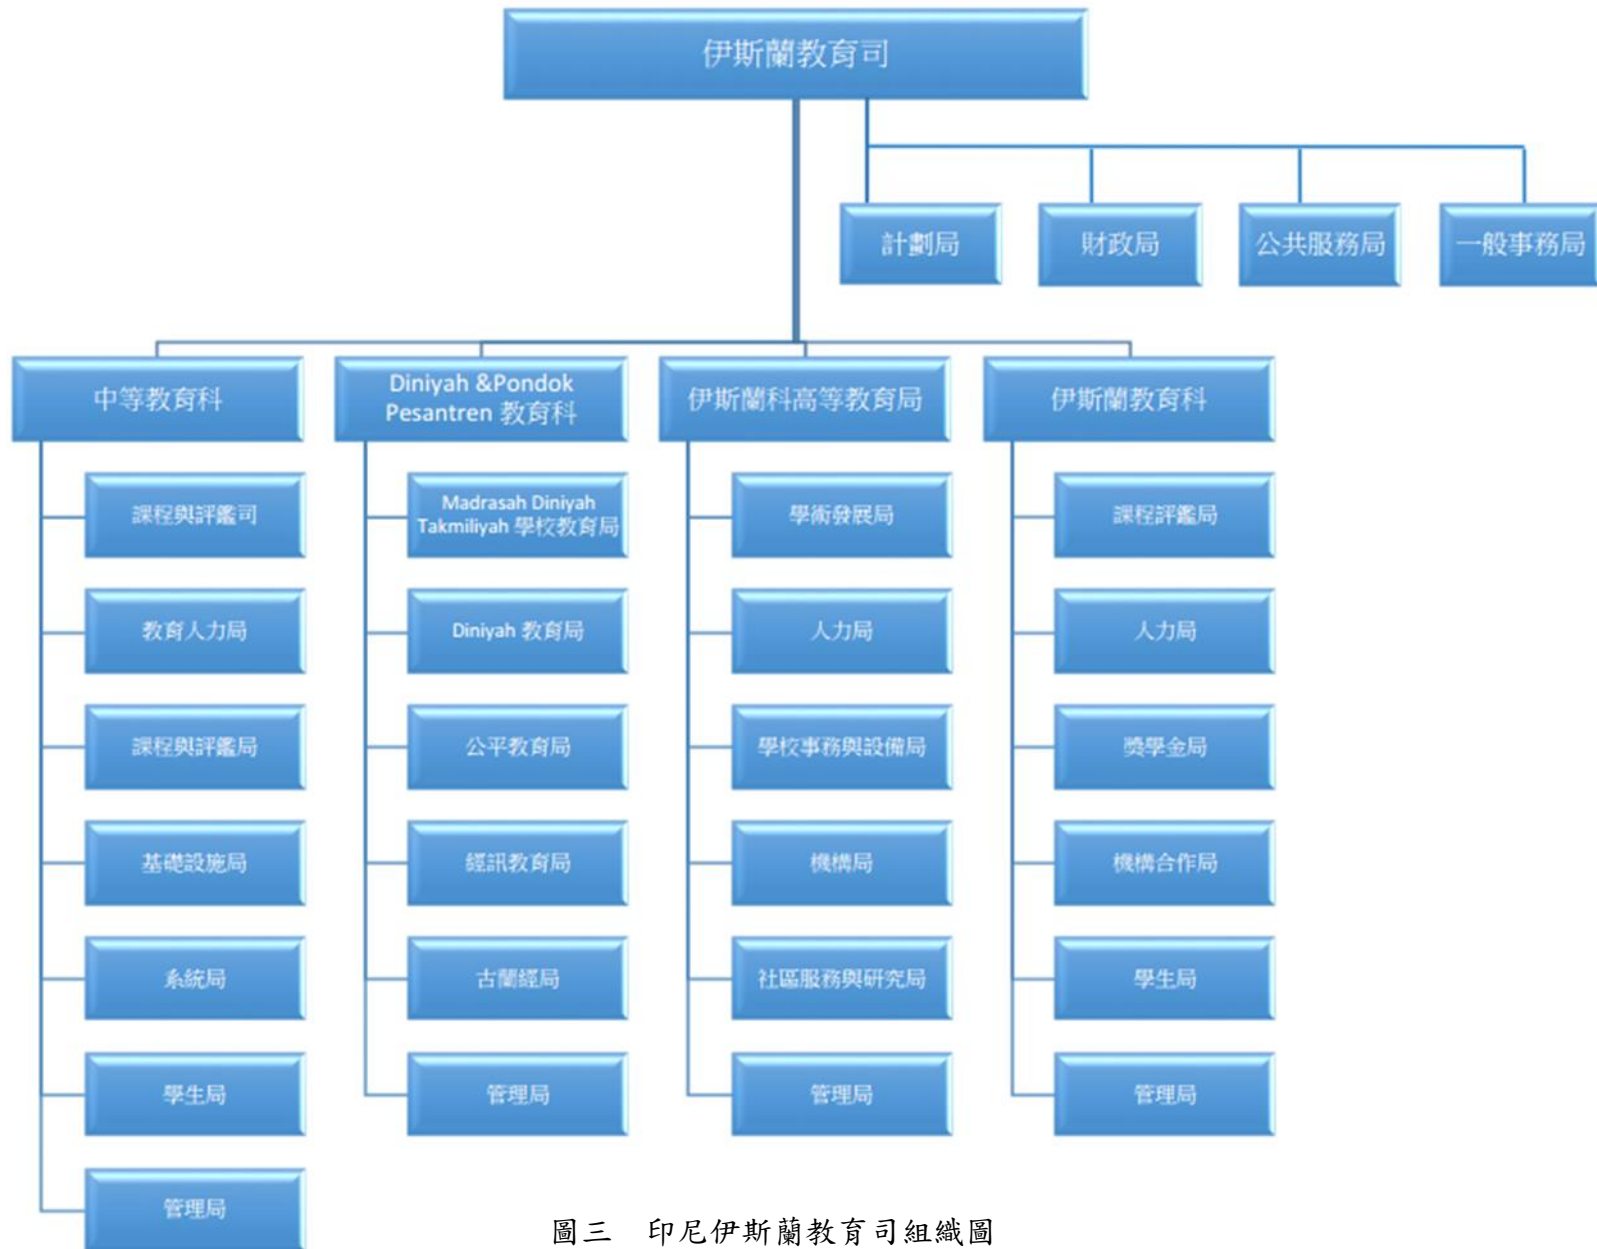 伊斯蘭教育司
計劃局
財政局
公共服務局
一般事務局
中等教育科
課程與評鑑司
教育人力局
課程與評鑑局
基礎設施局
系統局
學生局
管理局
Diniyah &Pondok
Pesantren 教育科
Madrasah Diniyah
Takmiliyah 學校教育局
Diniyah 教育局
公平教育局
經訊教育局
古蘭經局
管理局
伊斯蘭科高等教育局
學術發展局
人力局
學校事務與設備局
機構局
社區服務與研究局
管理局
伊斯蘭教育科
課程評鑑局
人力局
獎學金局
機構合作局
學生局
管理局
圖三 印尼伊斯蘭教育司組織圖